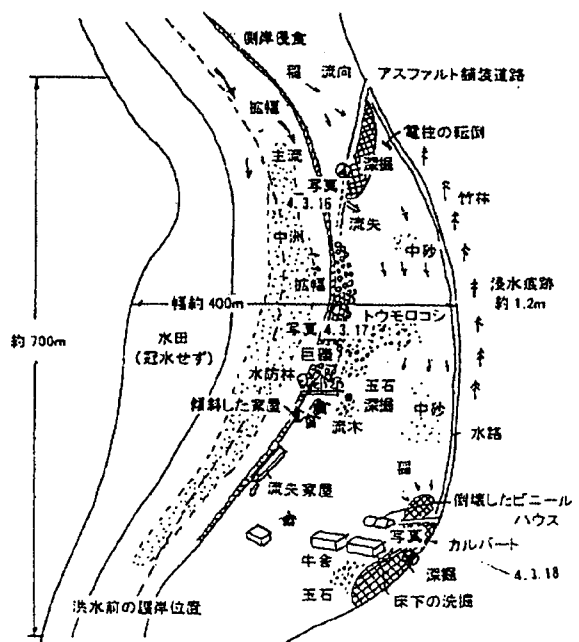 側岸侵食
稲 流向
アスファルト舗装道路
拡幅
電柱の転倒
主流
深掘
写真
4.3.16
竹林
流失
中洲
中砂
拡幅
浸水痕跡
約1.2m
幅約400m
トウモロコシ
約700m
水田
(冠水せず)
写真4.3.17
巨礫
水防林
玉石
深掘
中砂
傾斜した家屋
流木
水路
稲
流失家屋
倒壊したビニール
ハウス
写真
カルバート
牛舎
深掘
4.3.18
玉石
床下の洗掘
洪水前の護岸位置